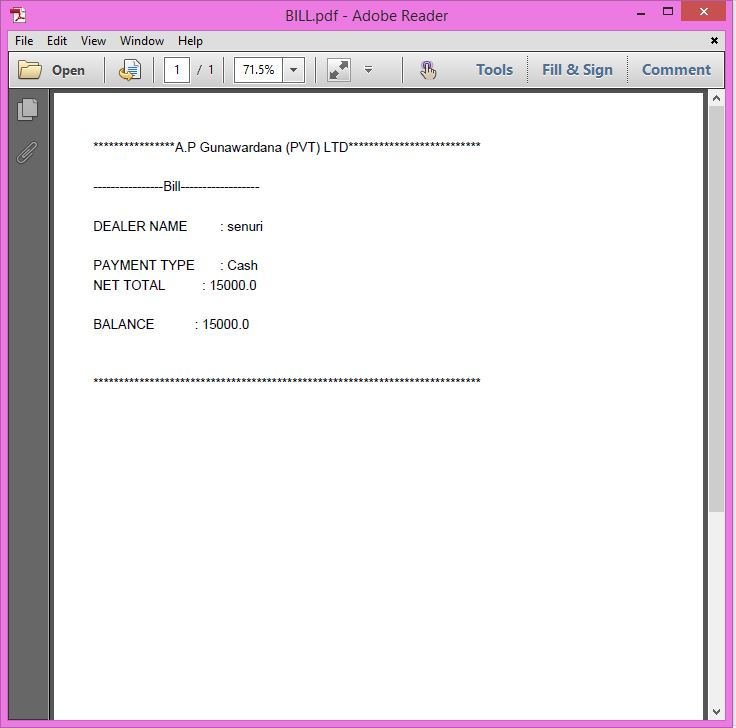 BILL.pdf - Adobe Reader
File Edit View Window Help
Open 1 / 1 71.5% Tools Fill & Sign Comment
****************A.P Gunawardana (PVT) LTD**************************
----------------Bill------------------
DEALER NAME : senuri
PAYMENT TYPE : Cash
NET TOTAL : 15000.0
BALANCE : 15000.0
****************************************************************************